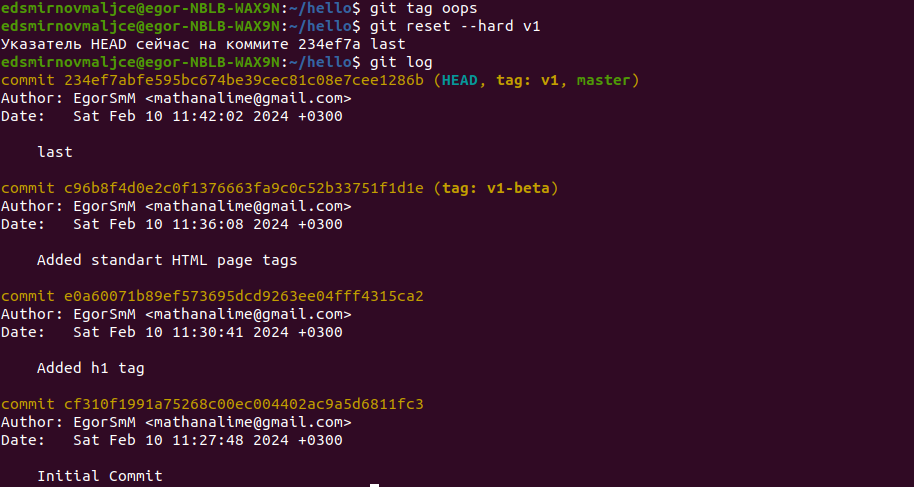 edsmirnovmaljce@egor-NBLB-WAX9N:~/hello$ git tag oops
edsmirnovmaljce@egor-NBLB-WAX9N:~/hello$ git reset --hard v1
Указатель HEAD сейчас на коммите 234ef7a last
edsmirnovmaljce@egor-NBLB-WAX9N:~/hello$ git log
commit 234ef7abfe595bc674be39cec81c08e7cee1286b (HEAD, tag: v1, master)
Author: EgorSmM <mathanalime@gmail.com>
Date:   Sat Feb 10 11:42:02 2024 +0300
    last
commit c96b8f4d0e2c0f1376663fa9c0c52b33751f1d1e (tag: v1-beta)
Author: EgorSmM <mathanalime@gmail.com>
Date:   Sat Feb 10 11:36:08 2024 +0300
    Added standart HTML page tags
commit e0a60071b89ef573695dcd9263ee04fff4315ca2
Author: EgorSmM <mathanalime@gmail.com>
Date:   Sat Feb 10 11:30:41 2024 +0300
    Added h1 tag
commit cf310f1991a75268c00ec004402ac9a5d6811fc3
Author: EgorSmM <mathanalime@gmail.com>
Date:   Sat Feb 10 11:27:48 2024 +0300
    Initial Commit